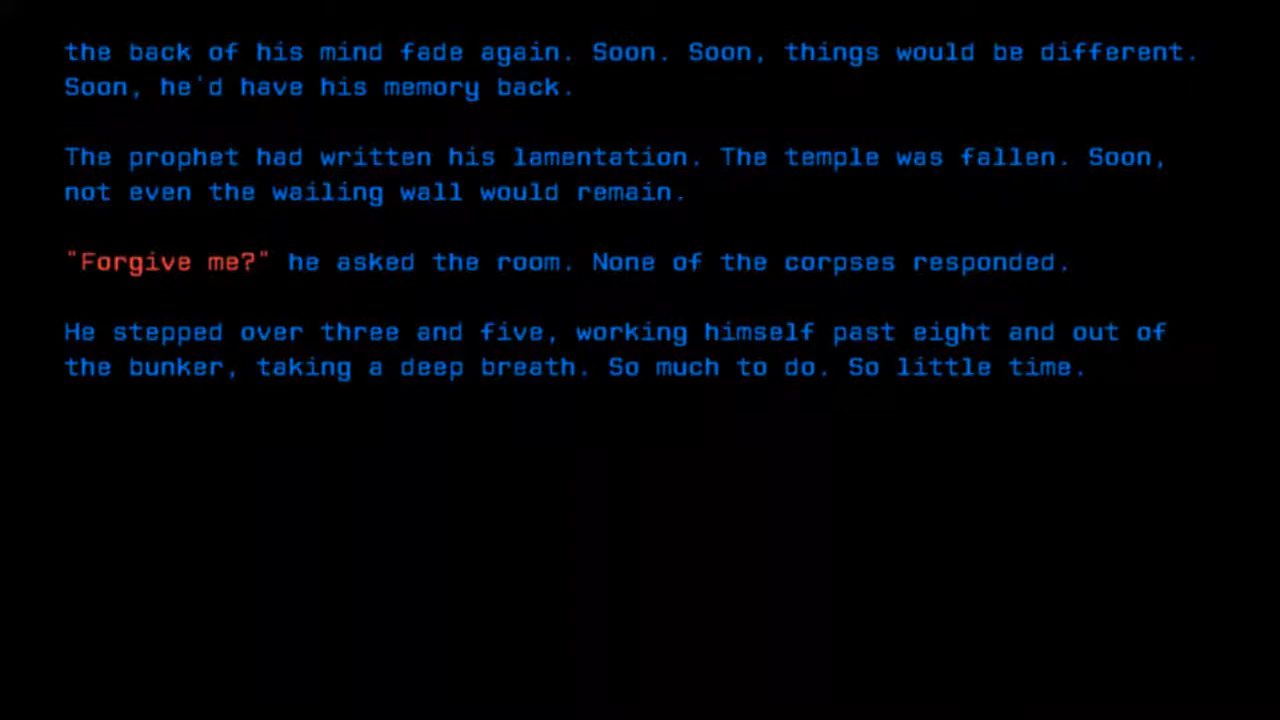 the back of his mind fade again. Soon. Soon, things would be different.
Soon, he'd have his memory back.
The prophet had written his lamentation. The temple was fallen. Soon,
not even the wailing wall would remain.
"Forgive me?" he asked the room. None of the corpses responded.
He stepped over three and five, working himself past eight and out of
the bunker, taking a deep breath. So much to do. So little time.